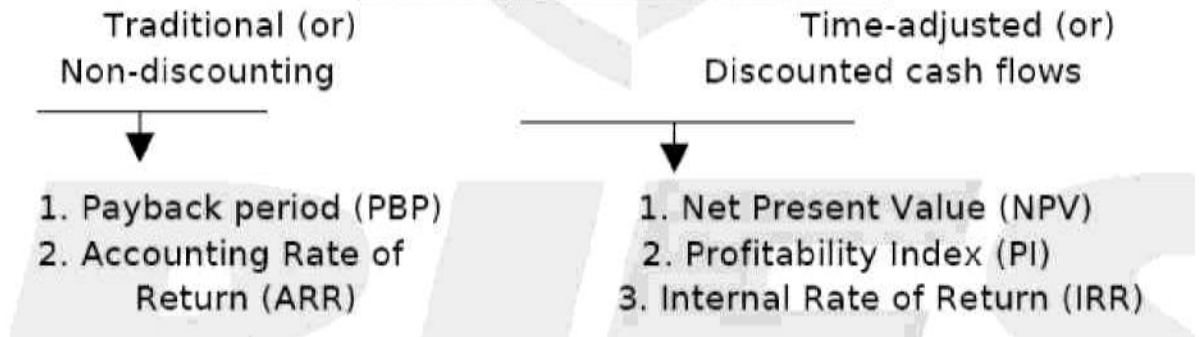 Traditional (or)
Non-discounting
1. Payback period (PBP)
2. Accounting Rate of
Return (ARR)
Time-adjusted (or)
Discounted cash flows
1. Net Present Value (NPV)
2. Profitability Index (PI)
3. Internal Rate of Return (IRR)